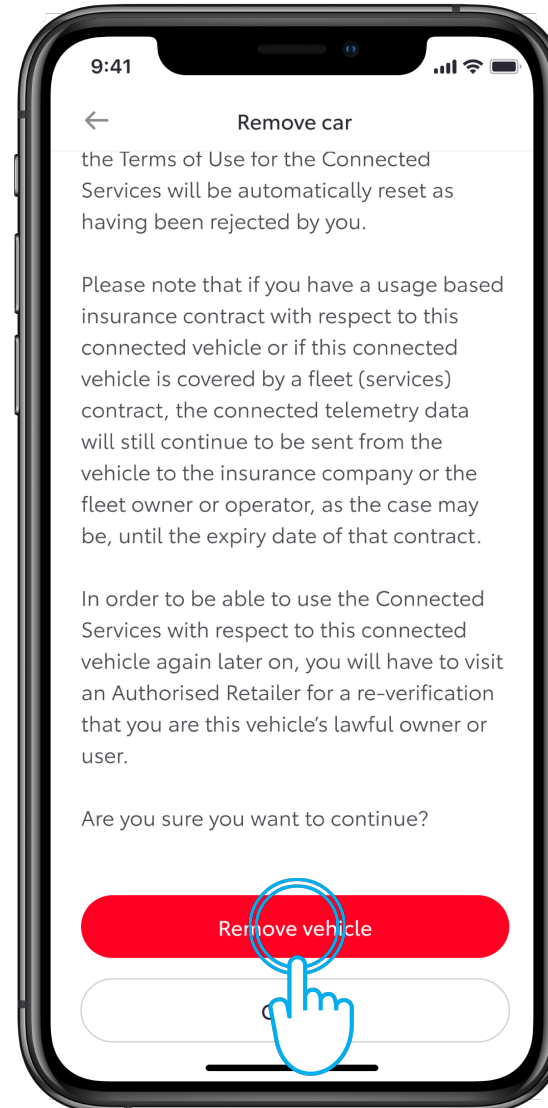 9:41
Remove car
the Terms of Use for the Connected
Services will be automatically reset as
having been rejected by you.
Please note that if you have a usage based
insurance contract with respect to this
connected vehicle or if this connected
vehicle is covered by a fleet (services)
contract, the connected telemetry data
will still continue to be sent from the
vehicle to the insurance company or the
fleet owner or operator, as the case may
be, until the expiry date of that contract.
In order to be able to use the Connected
Services with respect to this connected
vehicle again later on, you will have to visit
an Authorised Retailer for a re-verification
that you are this vehicle's lawful owner or
user.
Are you sure you want to continue?
Remove vehicle